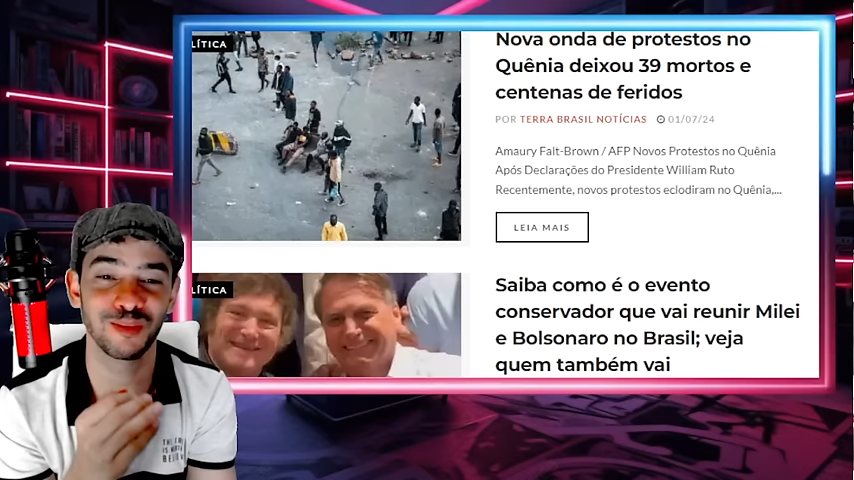 LÍTICA
Nova onda de protestos no
Quênia deixou 39 mortos e
centenas de feridos
POR TERRA BRASIL NOTÍCIAS 01/07/24
Amaury Falt-Brown / AFP Novos Protestos no Quênia
Após Declarações do Presidente William Ruto
Recentemente, novos protestos eclodiram no Quênia,...
LEIA MAIS
LÍTICA
Saiba como é o evento
conservador que vai reunir Milei
e Bolsonaro no Brasil; veja
quem também vai